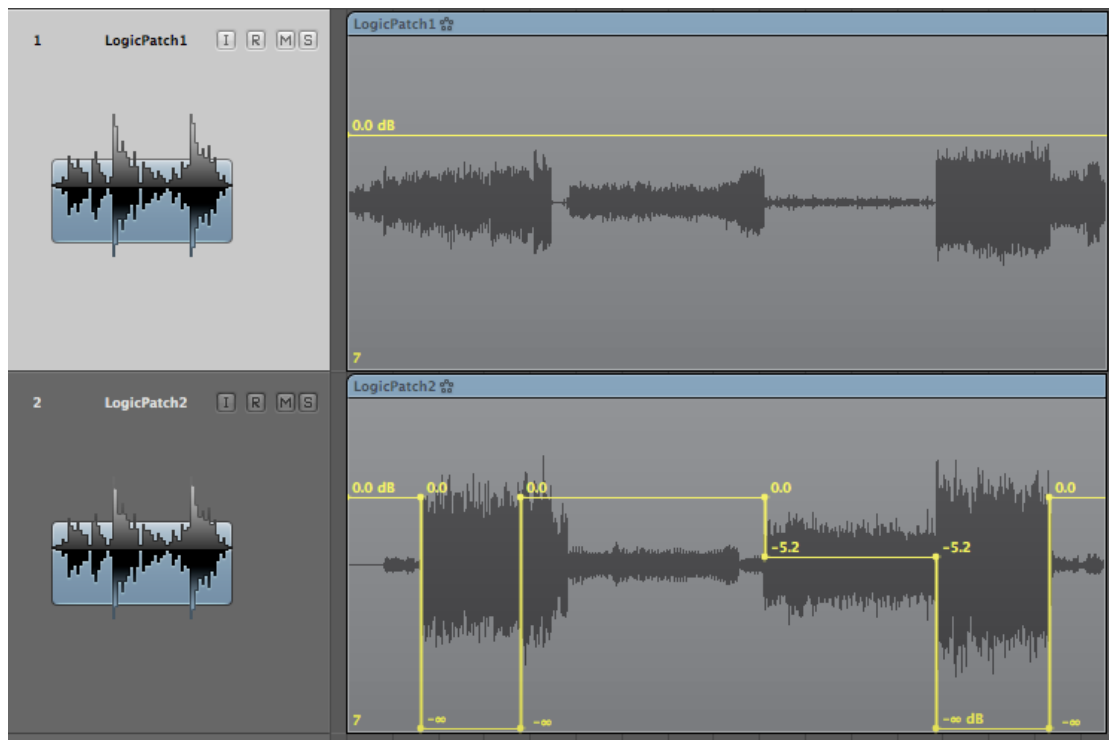 LogicPatch1
1 LogicPatch1 I R M S
0.0 dB
7
LogicPatch2
2 LogicPatch2 I R M S
0.0 dB 0.0 0.0 0.0 0.0
-5.2 -5.2
7 -∞ -∞ -∞ dB -∞